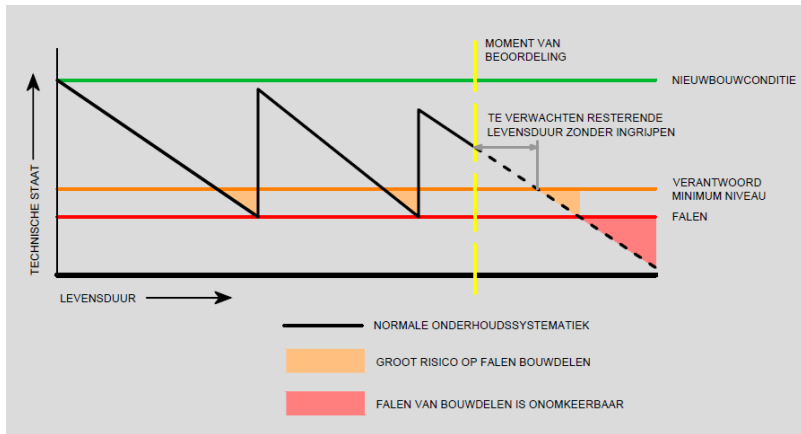 MOMENT VAN
BEOORDELING
NIEUWBOUWCONDITIE
TE VERWACHTEN RESTERENDE
LEVENSDUUR ZONDER INGRIJPEN
VERANTWOORD
MINIMUM NIVEAU
FALEN
TECHNISCHE STAAT
LEVENSDUUR
NORMALE ONDERHOUDSSYSTEMATIEK
GROOT RISICO OP FALEN BOUWDELEN
FALEN VAN BOUWDELEN IS ONOMKEERBAAR